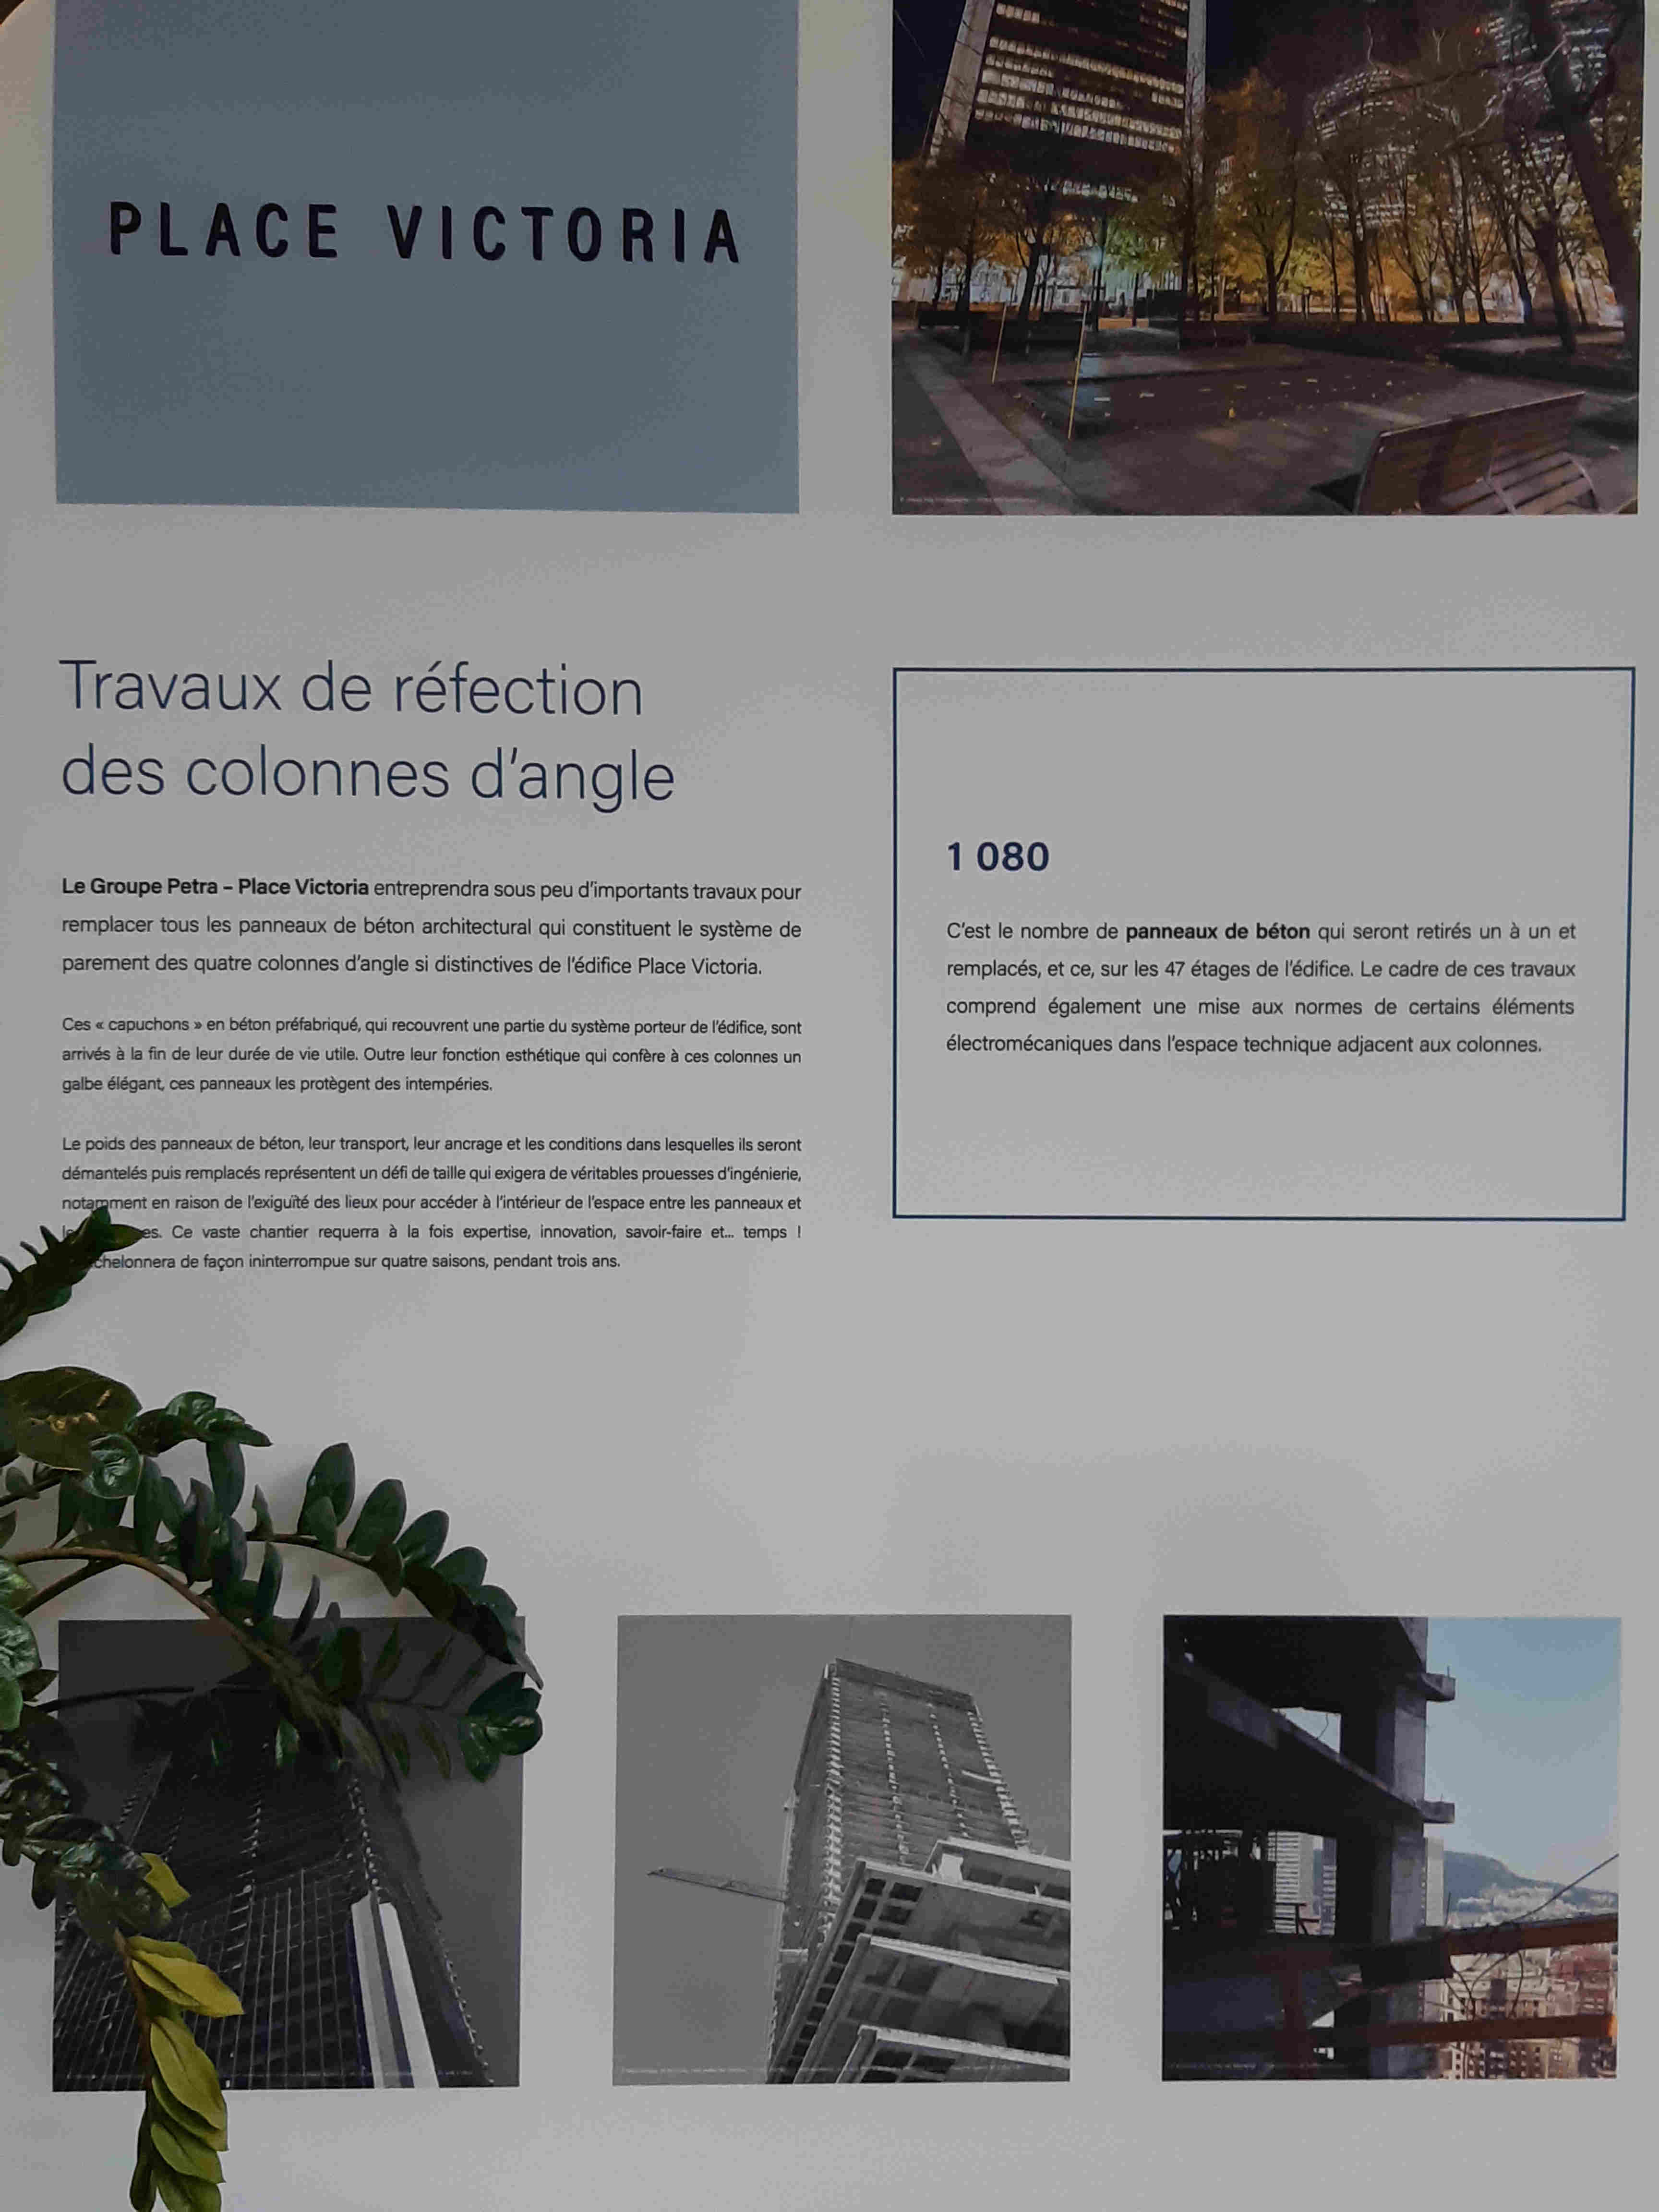 PLACE VICTORIA
Travaux de réfection
des colonnes d'angle
Le Groupe Petra – Place Victoria entreprendra sous peu d'importants travaux pour
remplacer tous les panneaux de béton architectural qui constituent le système de
parement des quatre colonnes d'angle si distinctives de l'édifice Place Victoria.
Ces « capuchons » en béton préfabriqué, qui recouvrent une partie du système porteur de l'édifice, sont
arrivés à la fin de leur durée de vie utile. Outre leur fonction esthétique qui confère à ces colonnes un
galbe élégant, ces panneaux les protègent des intempéries.
Le poids des panneaux de béton, leur transport, leur ancrage et les conditions dans lesquelles ils seront
démantelés puis remplacés représentent un défi de taille qui exigera de véritables prouesses d'ingénierie,
notamment en raison de l'exiguïté des lieux pour accéder à l'intérieur de l'espace entre les panneaux et
Ce vaste chantier requerra à la fois expertise, innovation, savoir-faire et... temps !
de façon ininterrompue sur quatre saisons, pendant trois ans.
1 080
C'est le nombre de panneaux de béton qui seront retirés un à un et
remplacés, et ce, sur les 47 étages de l'édifice. Le cadre de ces travaux
comprend également une mise aux normes de certains éléments
électromécaniques dans l'espace technique adjacent aux colonnes.